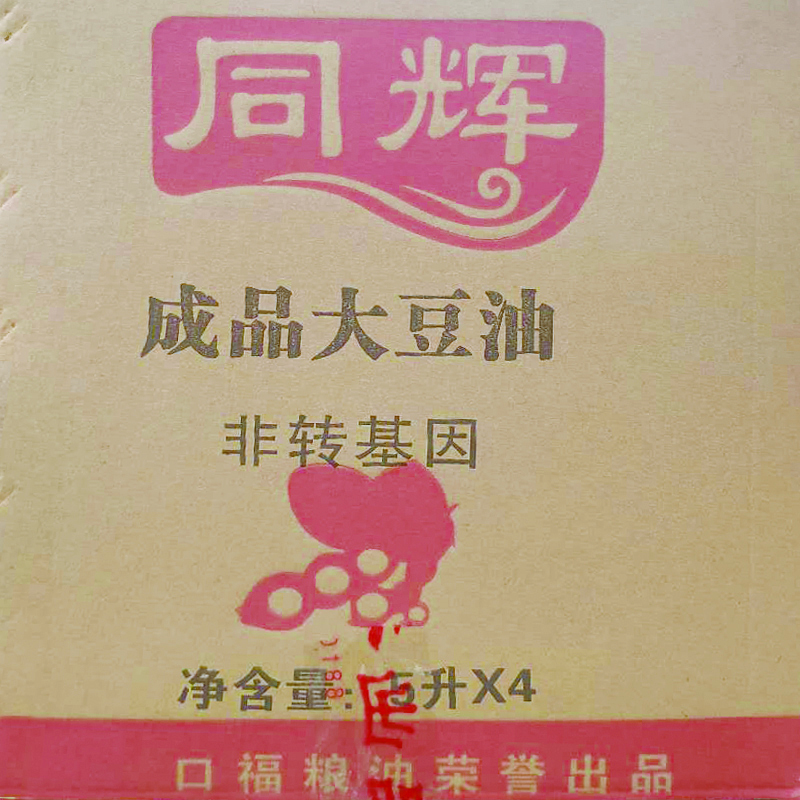 同辉
成品大豆油
非转基因
净含量:5升X4
口福粮油荣誉出品